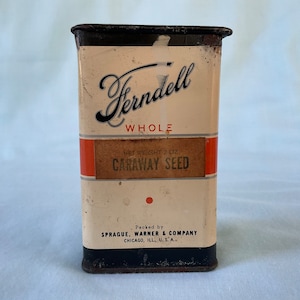 Ferndell
WHOLE
CARAWAY SEED
Packed by
SPRAGUE, WARNER & COMPANY
CHICAGO, ILL., U.S.A.